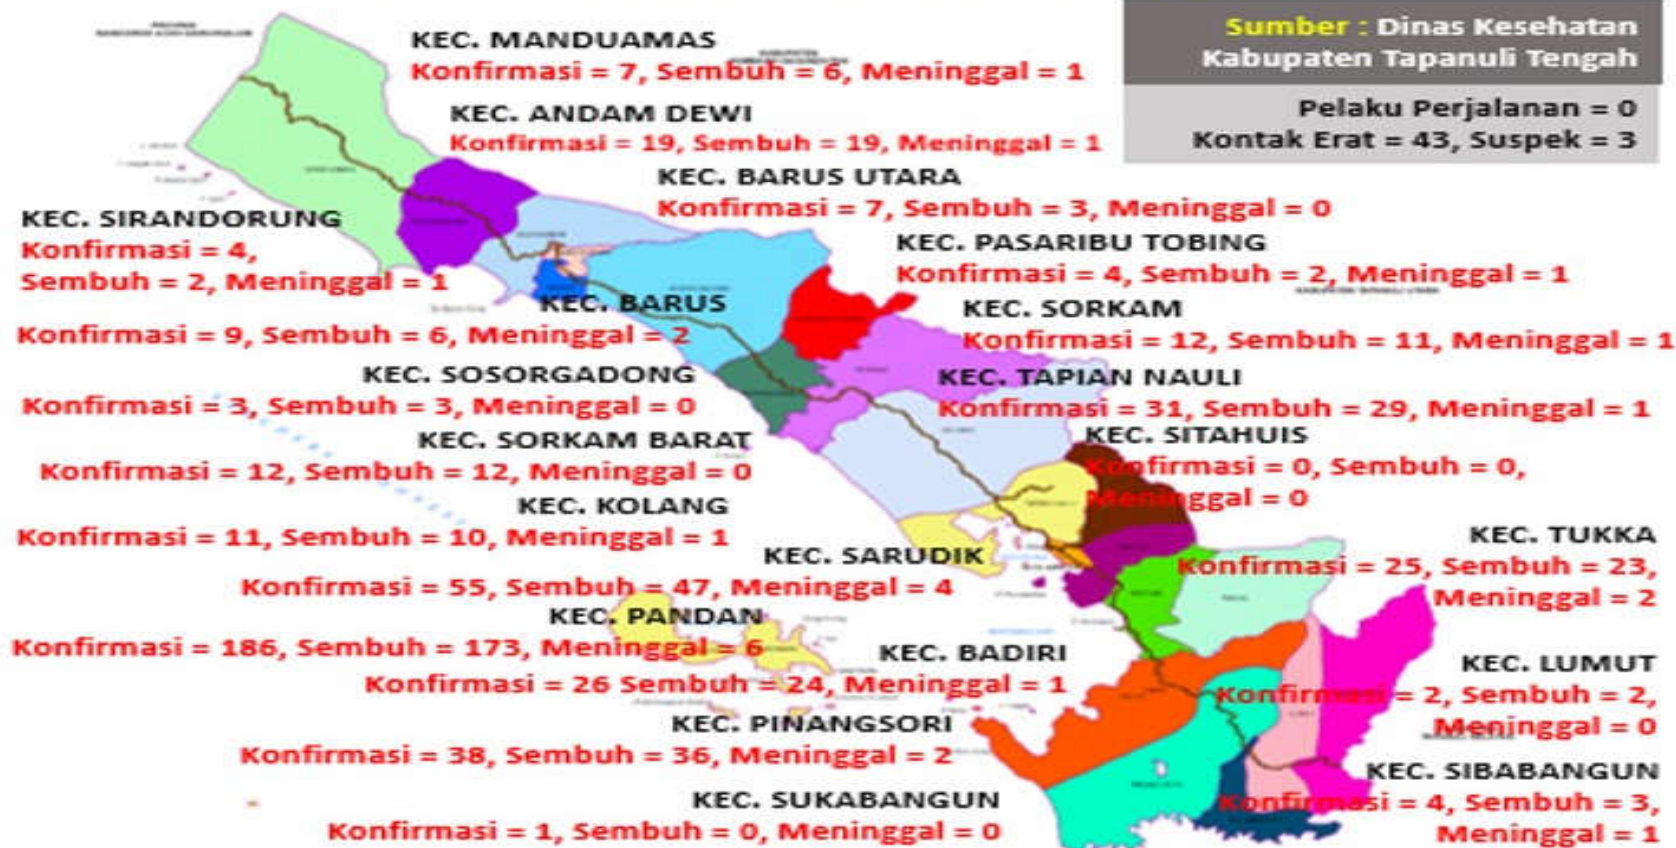 Sumber : Dinas Kesehatan
Kabupaten Tapanuli Tengah
Pelaku Perjalanan = 0
Kontak Erat = 43, Suspek = 3
KEC. MANDUAMAS
Konfirmasi = 7, Sembuh = 6, Meninggal = 1
KEC. ANDAM DEWI
Konfirmasi = 19, Sembuh = 19, Meninggal = 1
KEC. BARUS UTARA
Konfirmasi = 7, Sembuh = 3, Meninggal = 0
KEC. SIRANDORUNG
Konfirmasi = 4,
Sembuh = 2, Meninggal = 1
KEC. PASARIBU TOBING
Konfirmasi = 4, Sembuh = 2, Meninggal = 1
KEC. BARUS
Konfirmasi = 9, Sembuh = 6, Meninggal = 2
KEC. SORKAM
Konfirmasi = 12, Sembuh = 11, Meninggal = 1
KEC. SOSORGADONG
Konfirmasi = 3, Sembuh = 3, Meninggal = 0
KEC. TAPIAN NAULI
Konfirmasi = 31, Sembuh = 29, Meninggal = 1
KEC. SORKAM BARAT
Konfirmasi = 12, Sembuh = 12, Meninggal = 0
KEC. SITAHUIS
Konfirmasi = 0, Sembuh = 0,
Meninggal = 0
KEC. KOLANG
Konfirmasi = 11, Sembuh = 10, Meninggal = 1
KEC. SARUDIK
Konfirmasi = 55, Sembuh = 47, Meninggal = 4
KEC. TUKKA
Konfirmasi = 25, Sembuh = 23,
Meninggal = 2
KEC. PANDAN
Konfirmasi = 186, Sembuh = 173, Meninggal = 6
KEC. BADIRI
Konfirmasi = 26 Sembuh = 24, Meninggal = 1
KEC. LUMUT
Konfirmasi = 2, Sembuh = 2,
Meninggal = 0
KEC. PINANGSORI
Konfirmasi = 38, Sembuh = 36, Meninggal = 2
KEC. SIBABANGUN
Konfirmasi = 4, Sembuh = 3,
Meninggal = 1
KEC. SUKABANGUN
Konfirmasi = 1, Sembuh = 0, Meninggal = 0